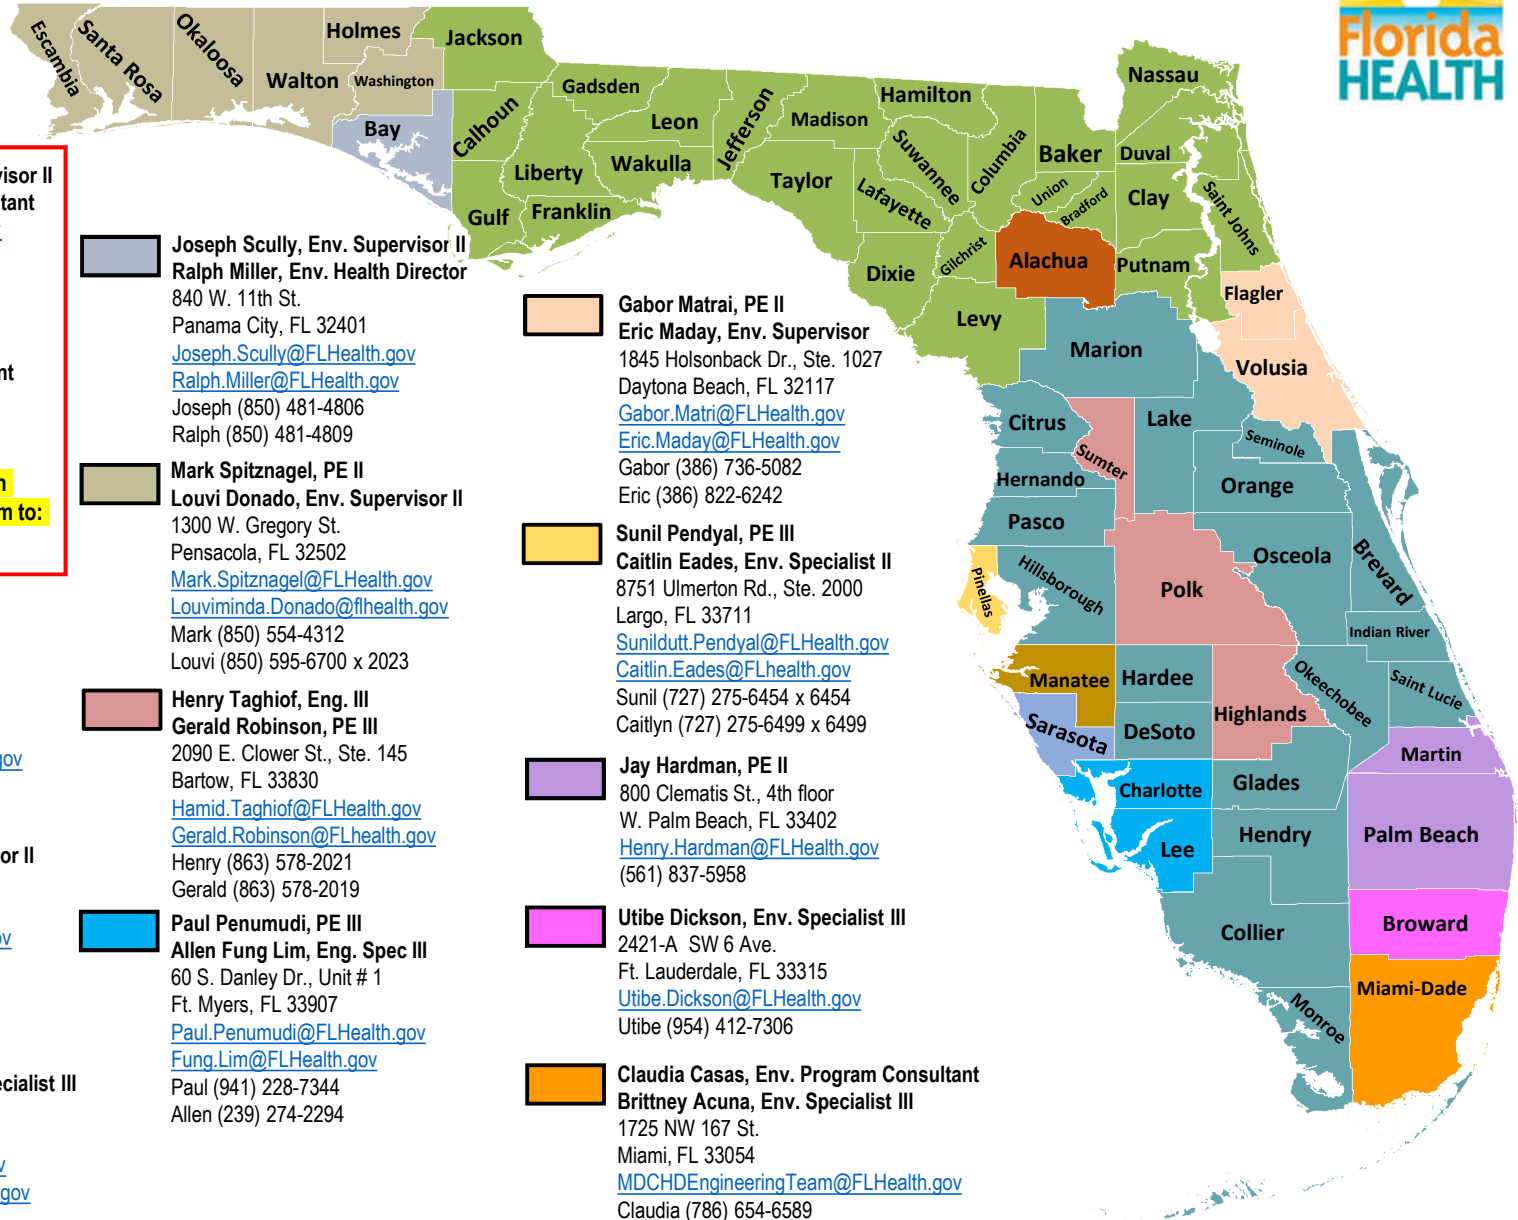 Florida
HEALTH
Escambia
Santa Rosa
Okaloosa
Walton
Holmes
Washington
Jackson
Bay
Calhoun
Gulf
Liberty
Franklin
Gadsden
Leon
Wakulla
Jefferson
Madison
Taylor
Hamilton
Suwannee
Lafayette
Dixie
Columbia
Gilchrist
Levy
Baker
Union
Bradford
Alachua
Nassau
Duval
Clay
Saint Johns
Putnam
Flagler
Volusia
Marion
Citrus
Sumter
Lake
Hernando
Pasco
Seminole
Orange
Osceola
Brevard
Pinellas
Hillsborough
Polk
Indian River
Manatee
Hardee
Highlands
Okeechobee
Saint Lucie
Sarasota
DeSoto
Martin
Charlotte
Glades
Lee
Hendry
Palm Beach
Collier
Broward
Monroe
Miami-Dade
visor II
tant
nt
n
m to:
gov
or II
ov
ecialist III
v
gov
Joseph Scully, Env. Supervisor II
Ralph Miller, Env. Health Director
840 W. 11th St.
Panama City, FL 32401
Joseph.Scully@FLHealth.gov
Ralph.Miller@FLHealth.gov
Joseph (850) 481-4806
Ralph (850) 481-4809
Mark Spitznagel, PE II
Louvi Donado, Env. Supervisor II
1300 W. Gregory St.
Pensacola, FL 32502
Mark.Spitznagel@FLHealth.gov
Louviminda.Donado@flhealth.gov
Mark (850) 554-4312
Louvi (850) 595-6700 x 2023
Henry Taghiof, Eng. III
Gerald Robinson, PE III
2090 E. Clower St., Ste. 145
Bartow, FL 33830
Hamid.Taghiof@FLHealth.gov
Gerald.Robinson@FLhealth.gov
Henry (863) 578-2021
Gerald (863) 578-2019
Paul Penumudi, PE III
Allen Fung Lim, Eng. Spec III
60 S. Danley Dr., Unit # 1
Ft. Myers, FL 33907
Paul.Penumudi@FLHealth.gov
Fung.Lim@FLHealth.gov
Paul (941) 228-7344
Allen (239) 274-2294
Gabor Matrai, PE II
Eric Maday, Env. Supervisor
1845 Holsonback Dr., Ste. 1027
Daytona Beach, FL 32117
Gabor.Matri@FLHealth.gov
Eric.Maday@FLHealth.gov
Gabor (386) 736-5082
Eric (386) 822-6242
Sunil Pendyal, PE III
Caitlin Eades, Env. Specialist II
8751 Ulmerton Rd., Ste. 2000
Largo, FL 33711
Sunildutt.Pendyal@FLHealth.gov
Caitlin.Eades@FLhealth.gov
Sunil (727) 275-6454 x 6454
Caitlyn (727) 275-6499 x 6499
Jay Hardman, PE II
800 Clematis St., 4th floor
W. Palm Beach, FL 33402
Henry.Hardman@FLHealth.gov
(561) 837-5958
Utibe Dickson, Env. Specialist III
2421-A SW 6 Ave.
Ft. Lauderdale, FL 33315
Utibe.Dickson@FLHealth.gov
Utibe (954) 412-7306
Claudia Casas, Env. Program Consultant
Brittney Acuna, Env. Specialist III
1725 NW 167 St.
Miami, FL 33054
MDCHDEngineeringTeam@FLHealth.gov
Claudia (786) 654-6589